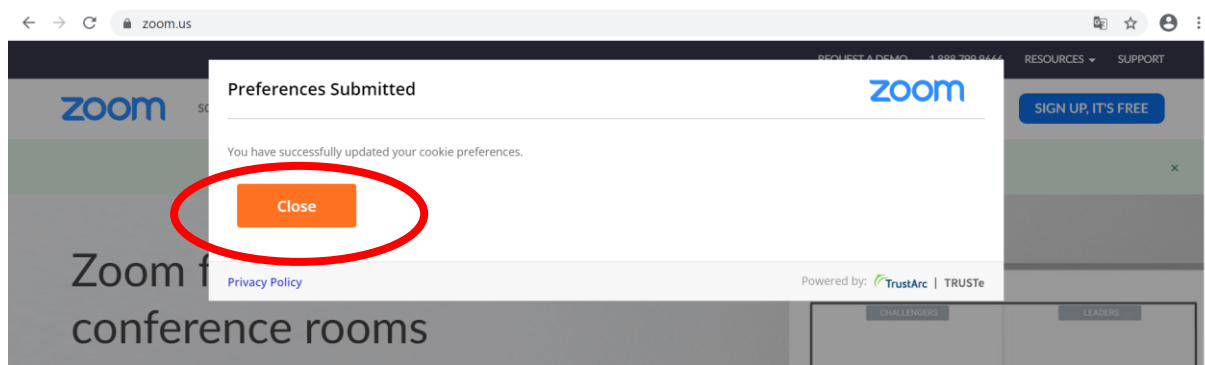 zoom.us
REQUEST A DEMO 1.888.799.9666 RESOURCES SUPPORT
zoom
SIGN UP, IT'S FREE
Preferences Submitted
zoom
You have successfully updated your cookie preferences.
Close
Privacy Policy
Powered by: TrustArc | TRUSTe
Zoom f
conference rooms
CHALLENGERS LEADERS